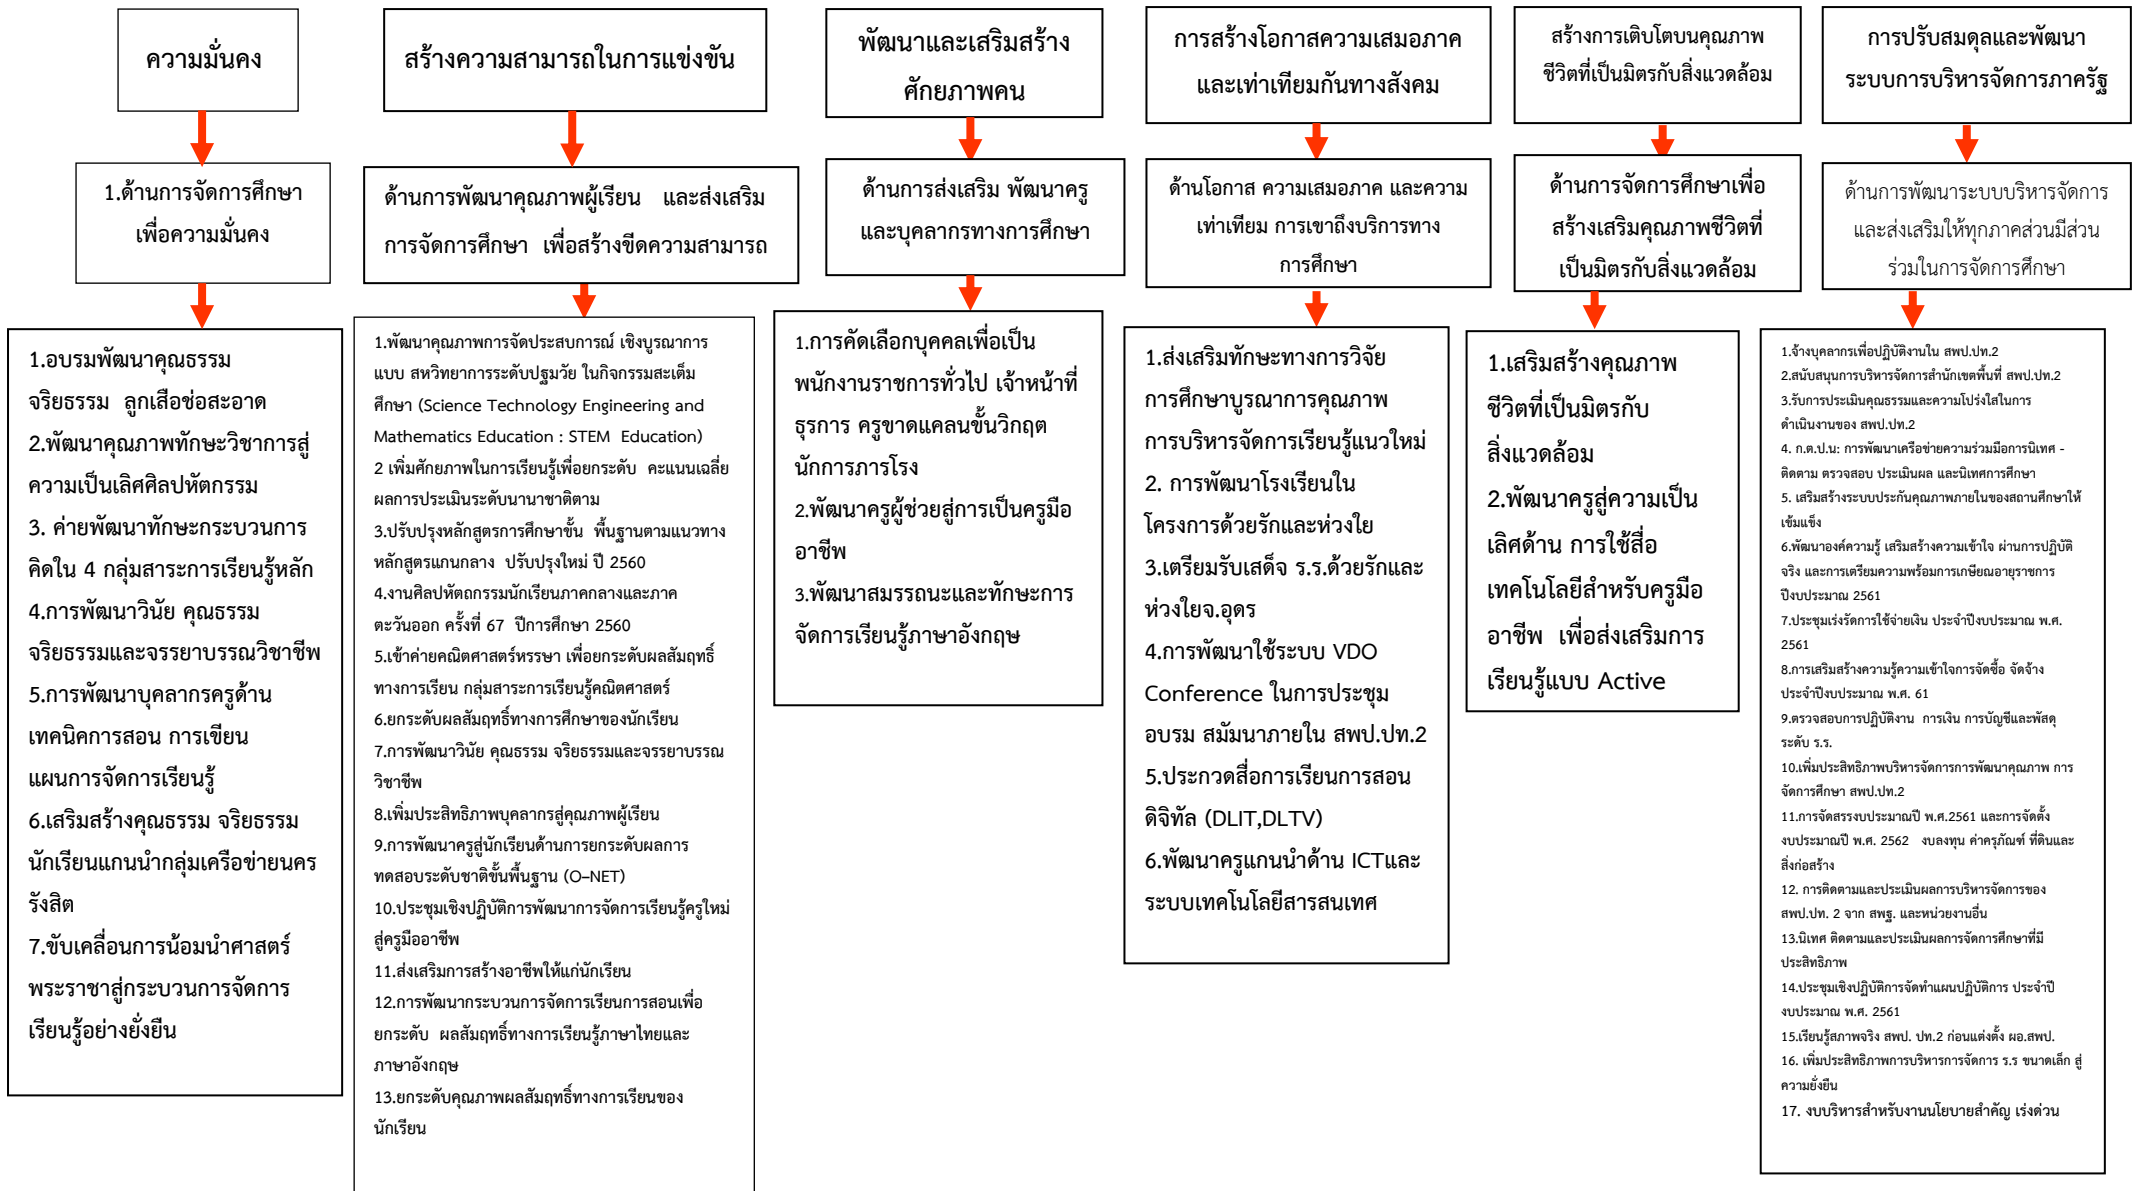 ความมั่นคง
สร้างความสามารถในการแข่งขัน
พัฒนาและเสริมสร้าง
ศักยภาพคน
การสร้างโอกาสความเสมอภาค
และเท่าเทียมกันทางสังคม
สร้างการเติบโตบนคุณภาพ
ชีวิตที่เป็นมิตรกับสิ่งแวดล้อม
การปรับสมดุลและพัฒนา
ระบบการบริหารจัดการภาครัฐ
1.ด้านการจัดการศึกษา
เพื่อความมั่นคง
ด้านการพัฒนาคุณภาพผู้เรียน และส่งเสริม
การจัดการศึกษา เพื่อสร้างขีดความสามารถ
ด้านการส่งเสริม พัฒนาครู
และบุคลากรทางการศึกษา
ด้านโอกาส ความเสมอภาค และความ
เท่าเทียม การเขาถึงบริการทาง
การศึกษา
ด้านการจัดการศึกษาเพื่อ
สร้างเสริมคุณภาพชีวิตที่
เป็นมิตรกับสิ่งแวดล้อม
ด้านการพัฒนาระบบบริหารจัดการ
และส่งเสริมให้ทุกภาคส่วนมีส่วน
ร่วมในการจัดการศึกษา
1.อบรมพัฒนาคุณธรรม
จริยธรรม ลูกเสือช่อสะอาด
2.พัฒนาคุณภาพทักษะวิชาการสู่
ความเป็นเลิศศิลปหัตกรรม
3. ค่ายพัฒนาทักษะกระบวนการ
คิดใน 4 กลุ่มสาระการเรียนรู้หลัก
4.การพัฒนาวินัย คุณธรรม
จริยธรรมและจรรยาบรรณวิชาชีพ
5.การพัฒนาบุคลากรครูด้าน
เทคนิคการสอน การเขียน
แผนการจัดการเรียนรู้
6.เสริมสร้างคุณธรรม จริยธรรม
นักเรียนแกนนำกลุ่มเครือข่ายนคร
รังสิต
7.ขับเคลื่อนการน้อมนำศาสตร์
พระราชาสู่กระบวนการจัดการ
เรียนรู้อย่างยั่งยืน
1.พัฒนาคุณภาพการจัดประสบการณ์ เชิงบูรณาการ
แบบ สหวิทยาการระดับปฐมวัย ในกิจกรรมสะเต็ม
ศึกษา (Science Technology Engineering and
Mathematics Education : STEM Education)
2 เพิ่มศักยภาพในการเรียนรู้เพื่อยกระดับ คะแนนเฉลี่ย
ผลการประเมินระดับนานาชาติตาม
3.ปรับปรุงหลักสูตรการศึกษาขั้น พื้นฐานตามแนวทาง
หลักสูตรแกนกลาง ปรับปรุงใหม่ ปี 2560
4.งานศิลปหัตถกรรมนักเรียนภาคกลางและภาค
ตะวันออก ครั้งที่ 67 ปีการศึกษา 2560
5.เข้าค่ายคณิตศาสตร์หรรษา เพื่อยกระดับผลสัมฤทธิ์
ทางการเรียน กลุ่มสาระการเรียนรู้คณิตศาสตร์
6.ยกระดับผลสัมฤทธิ์ทางการศึกษาของนักเรียน
7.การพัฒนาวินัย คุณธรรม จริยธรรมและจรรยาบรรณ
วิชาชีพ
8.เพิ่มประสิทธิภาพบุคลากรสู่คุณภาพผู้เรียน
9.การพัฒนาครูสู่นักเรียนด้านการยกระดับผลการ
ทดสอบระดับชาติขั้นพื้นฐาน (O–NET)
10.ประชุมเชิงปฏิบัติการพัฒนาการจัดการเรียนรู้ครูใหม่
สู่ครูมืออาชีพ
11.ส่งเสริมการสร้างอาชีพให้แก่นักเรียน
12.การพัฒนากระบวนการจัดการเรียนการสอนเพื่อ
ยกระดับ ผลสัมฤทธิ์ทางการเรียนรู้ภาษาไทยและ
ภาษาอังกฤษ
13.ยกระดับคุณภาพผลสัมฤทธิ์ทางการเรียนของ
นักเรียน
1.การคัดเลือกบุคคลเพื่อเป็น
พนักงานราชการทั่วไป เจ้าหน้าที่
ธุรการ ครูขาดแคลนขั้นวิกฤต
นักการภารโรง
2.พัฒนาครูผู้ช่วยสู่การเป็นครูมือ
อาชีพ
3.พัฒนาสมรรถนะและทักษะการ
จัดการเรียนรู้ภาษาอังกฤษ
1.ส่งเสริมทักษะทางการวิจัย
การศึกษาบูรณาการคุณภาพ
การบริหารจัดการเรียนรู้แนวใหม่
2. การพัฒนาโรงเรียนใน
โครงการด้วยรักและห่วงใย
3.เตรียมรับเสด็จ ร.ร.ด้วยรักและ
ห่วงใยจ.อุดร
4.การพัฒนาใช้ระบบ VDO
Conference ในการประชุม
อบรม สมัมนาภายใน สพป.ปท.2
5.ประกวดสื่อการเรียนการสอน
ดิจิทัล (DLIT,DLTV)
6.พัฒนาครูแกนนำด้าน ICTและ
ระบบเทคโนโลยีสารสนเทศ
1.เสริมสร้างคุณภาพ
ชีวิตที่เป็นมิตรกับ
สิ่งแวดล้อม
2.พัฒนาครูสู่ความเป็น
เลิศด้าน การใช้สื่อ
เทคโนโลยีสำหรับครูมือ
อาชีพ เพื่อส่งเสริมการ
เรียนรู้แบบ Active
1.จ้างบุคลากรเพื่อปฏิบัติงานใน สพป.ปท.2
2.สนับสนุนการบริหารจัดการสำนักเขตพื้นที่ สพป.ปท.2
3.รับการประเมินคุณธรรมและความโปร่งใสในการ
ดำเนินงานของ สพป.ปท.2
4. ก.ต.ป.น: การพัฒนาเครือข่ายความร่วมมือการนิเทศ -
ติดตาม ตรวจสอบ ประเมินผล และนิเทศการศึกษา
5. เสริมสร้างระบบประกันคุณภาพภายในของสถานศึกษาให้
เข้มแข็ง
6.พัฒนาองค์ความรู้ เสริมสร้างความเข้าใจ ผ่านการปฏิบัติ
จริง และการเตรียมความพร้อมการเกษียณอายุราชการ
ปีงบประมาณ 2561
7.ประชุมเร่งรัดการใช้จ่ายเงิน ประจำปีงบประมาณ พ.ศ.
2561
8.การเสริมสร้างความรู้ความเข้าใจการจัดซื้อ จัดจ้าง
ประจำปีงบประมาณ พ.ศ. 61
9.ตรวจสอบการปฏิบัติงาน การเงิน การบัญชีและพัสดุ
ระดับ ร.ร.
10.เพิ่มประสิทธิภาพบริหารจัดการการพัฒนาคุณภาพ การ
จัดการศึกษา สพป.ปท.2
11.การจัดสรรงบประมาณปี พ.ศ.2561 และการจัดตั้ง
งบประมาณปี พ.ศ. 2562 งบลงทุน ค่าครุภัณฑ์ ที่ดินและ
สิ่งก่อสร้าง
12. การติดตามและประเมินผลการบริหารจัดการของ
สพป.ปท. 2 จาก สพฐ. และหน่วยงานอื่น
13.นิเทศ ติดตามและประเมินผลการจัดการศึกษาที่มี
ประสิทธิภาพ
14.ประชุมเชิงปฏิบัติการจัดทำแผนปฏิบัติการ ประจำปี
งบประมาณ พ.ศ. 2561
15.เรียนรู้สภาพจริง สพป. ปท.2 ก่อนแต่งตั้ง ผอ.สพป.
16. เพิ่มประสิทธิภาพการบริหารการจัดการ ร.ร ขนาดเล็ก สู่
ความยั่งยืน
17. งบบริหารสำหรับงานนโยบายสำคัญ เร่งด่วน